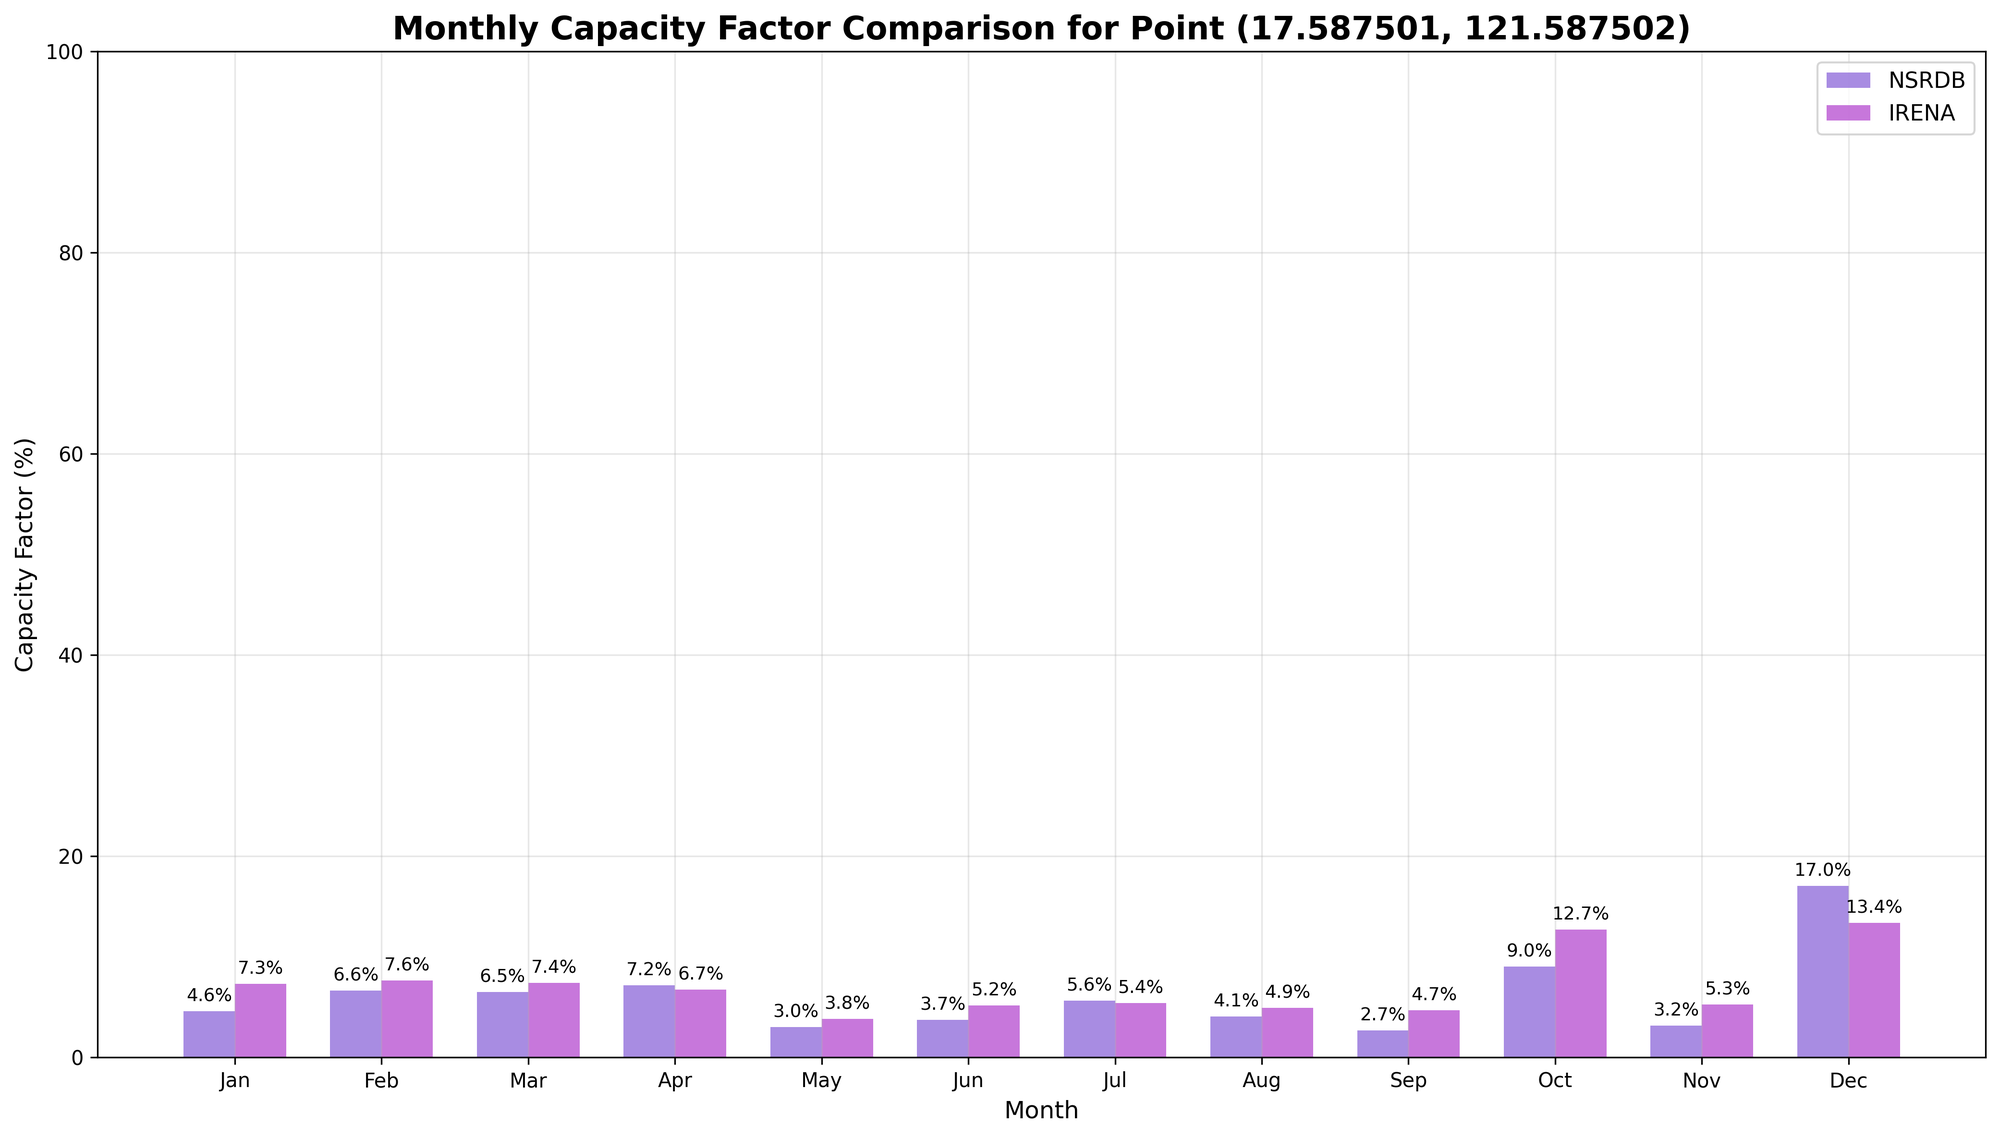 Monthly Capacity Factor Comparison for Point (17.587501, 121.587502)
NSRDB
IRENA
Capacity Factor (%)
100
80
60
40
20
0
4.6% 7.3% 6.6% 7.6% 6.5% 7.4% 7.2% 6.7% 3.0% 3.8% 3.7% 5.2% 5.6% 5.4% 4.1% 4.9% 2.7% 4.7% 9.0% 12.7% 3.2% 5.3% 17.0% 13.4%
Jan Feb Mar Apr May Jun Jul Aug Sep Oct Nov Dec
Month